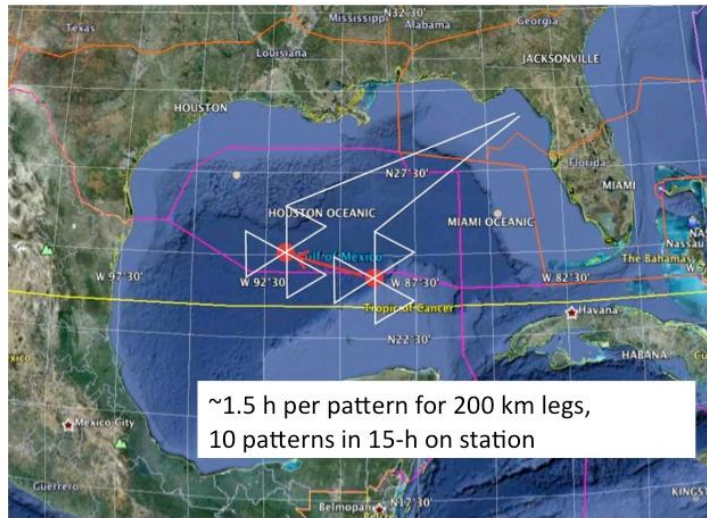 N32°30'
Texas
Mississippi
Alabama
Georgia
Louisiana
JACKSONVILLE
HOUSTON
Florida
N27°30'
MIAMI
HOUSTON OCEANIC
MIAMI OCEANIC
Nassau
NAS
Nassau
Gulf of Mexico
The Bahamas
W 97°30'
W 92°30'
W 87°30'
W 82°30'
Tropic of Cancer
Havana
N22°30'
HABANA
~1.5 h per pattern for 200 km legs,
10 patterns in 15-h on station
Mexico City
Guerrero
Belmopan
N17°30'
Belize
KINGST